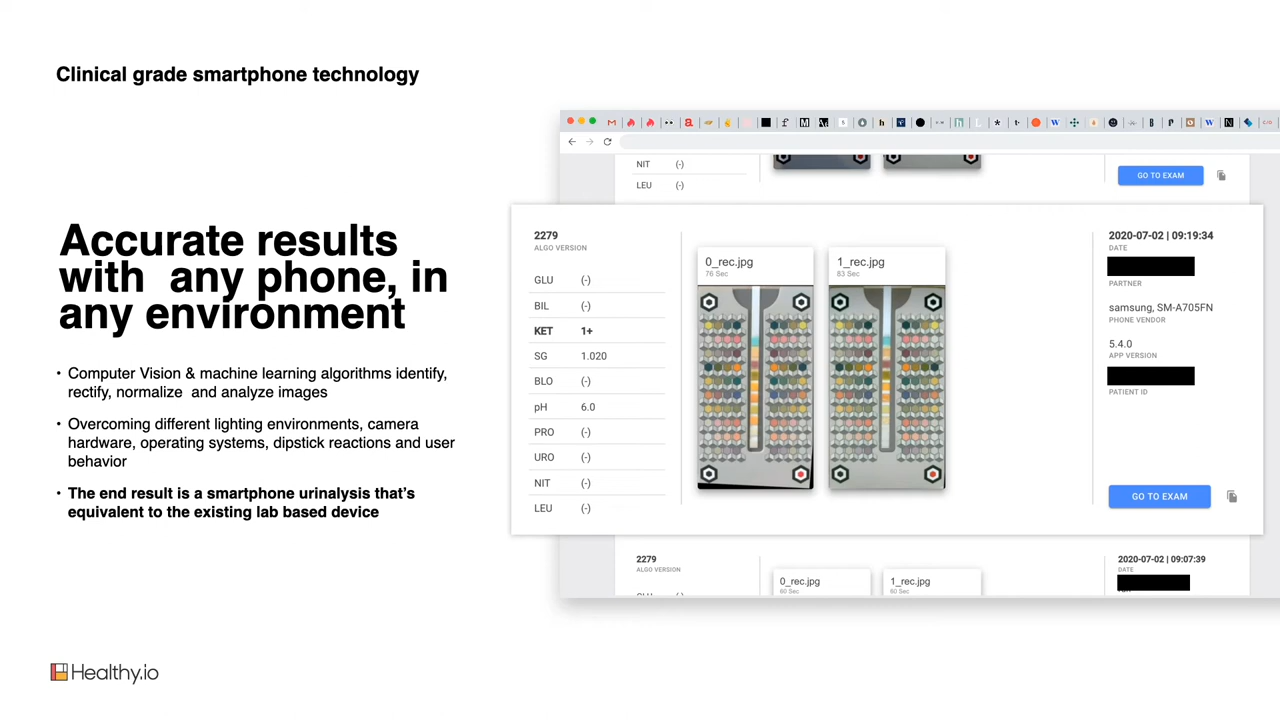 Clinical grade smartphone technology
Accurate results
with any phone, in
any environment
• Computer Vision & machine learning algorithms identify,
rectify, normalize and analyze images
• Overcoming different lighting environments, camera
hardware, operating systems, dipstick reactions and user
behavior
• The end result is a smartphone urinalysis that's
equivalent to the existing lab based device
Healthy.io
NIT (-)
LEU (-)
GO TO EXAM
2279
ALGO VERSION
GLU (-)
BIL (-)
KET 1+
SG 1.020
BLO (-)
pH 6.0
PRO (-)
URO (-)
NIT (-)
LEU (-)
0_rec.jpg
76 Sec
1_rec.jpg
83 Sec
2020-07-02 | 09:19:34
DATE
PARTNER
samsung, SM-A705FN
PHONE VENDOR
5.4.0
APP VERSION
PATIENT ID
GO TO EXAM
2279
ALGO VERSION
0_rec.jpg
60 Sec
1_rec.jpg
60 Sec
2020-07-02 | 09:07:39
DATE